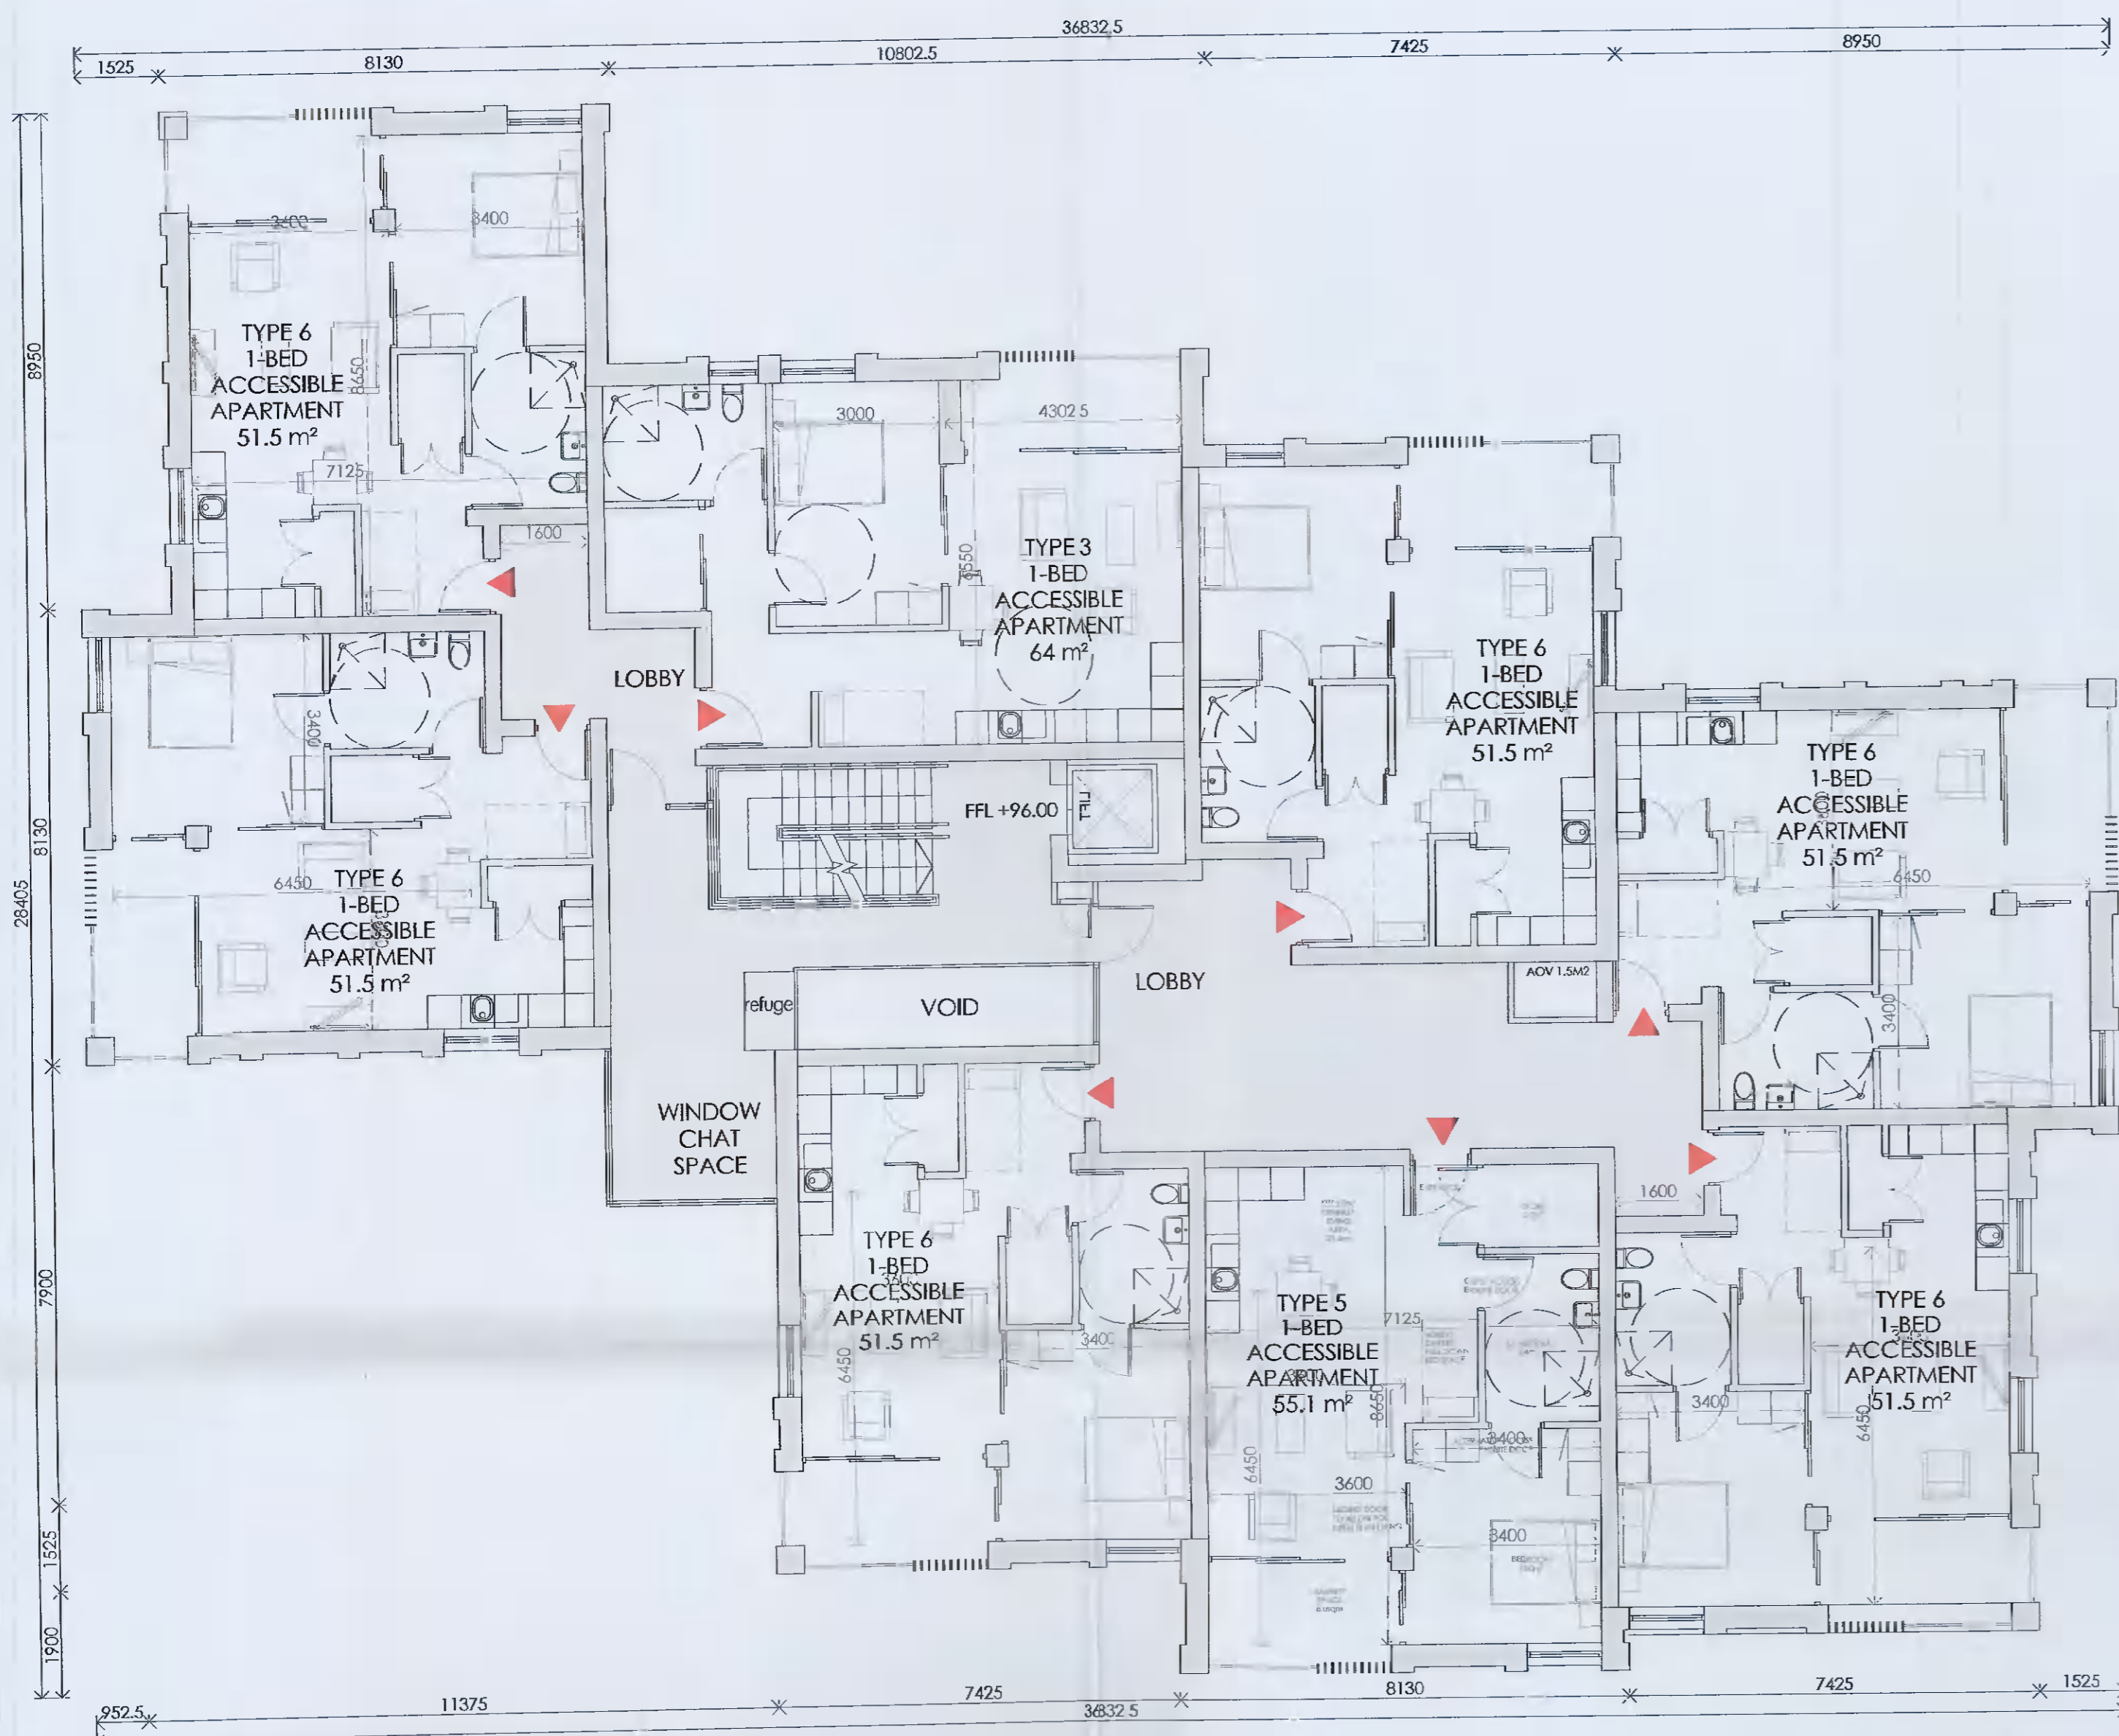 36832.5
1525
8130
10802.5
7425
8950
28405
8950
8130
7900
1525
1900
3600
3400
TYPE 6
1-BED
ACCESSIBLE
APARTMENT
51.5 m²
8650
7125
1600
3000
4302.5
6550
TYPE 3
1-BED
ACCESSIBLE
APARTMENT
64 m²
LOBBY
TYPE 6
1-BED
ACCESSIBLE
APARTMENT
51.5 m²
TYPE 6
1-BED
ACCESSIBLE
APARTMENT
51.5 m²
3600
6450
3400
3400
6450
TYPE 6
1-BED
ACCESSIBLE
APARTMENT
51.5 m²
FFL +96.00
LIFT
refuge
VOID
LOBBY
AOV 1.5M2
WINDOW
CHAT
SPACE
TYPE 6
1-BED
ACCESSIBLE
APARTMENT
51.5 m²
3600
6450
3400
TYPE 5
1-BED
ACCESSIBLE
APARTMENT
55.1 m²
7125
3600
8650
6450
3600
3400
3400
1600
TYPE 6
1-BED
ACCESSIBLE
APARTMENT
51.5 m²
3400
6450
952.5
11375
7425
8130
7425
1525
36832.5